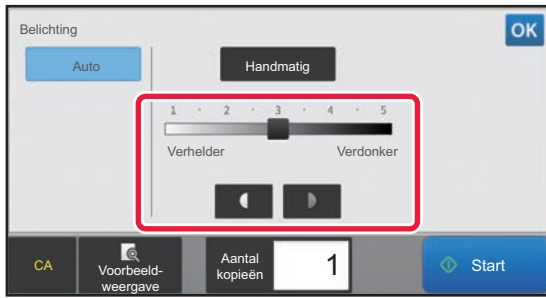 Belichting
OK
Auto
Handmatig
1 · 2 · 3 · 4 · 5
Verhelder Verdonker
CA
Voorbeeld-
weergave
Aantal
kopieën
1
Start